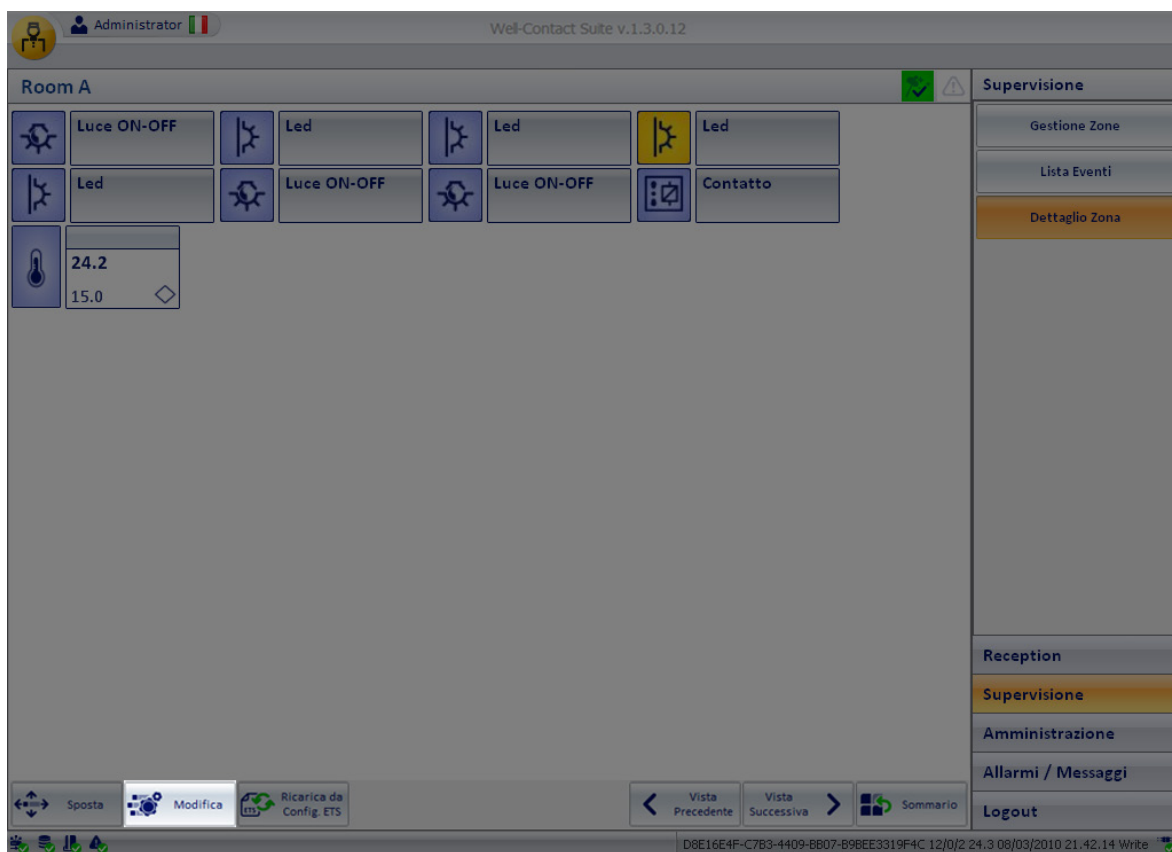 Administrator
Well-Contact Suite v.1.3.0.12
Room A
Supervisione
Luce ON-OFF
Led
Led
Led
Gestione Zone
Lista Eventi
Led
Luce ON-OFF
Luce ON-OFF
Contatto
Dettaglio Zona
24.2
15.0
Reception
Supervisione
Amministrazione
Allarmi / Messaggi
Logout
Sposta
Modifica
ETS
Ricarica da
Config. ETS
Vista
Precedente
Vista
Successiva
Sommario
D8E16E4F-C7B3-4409-BB07-B9BEE3319F4C 12/0/2 24.3 08/03/2010 21.42.14 Write